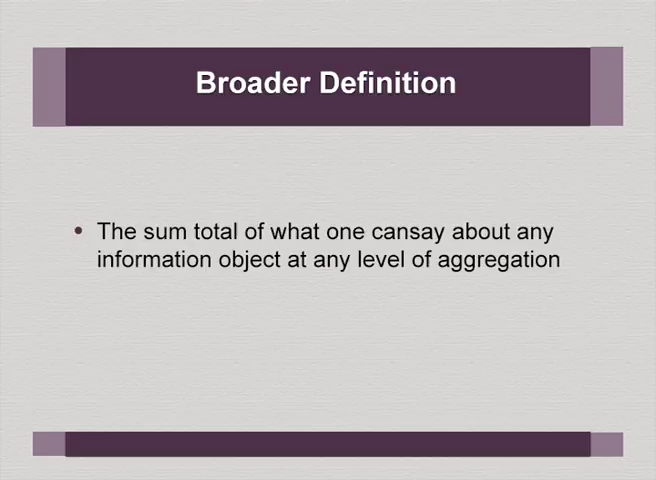 Broader Definition
• The sum total of what one cansay about any
information object at any level of aggregation